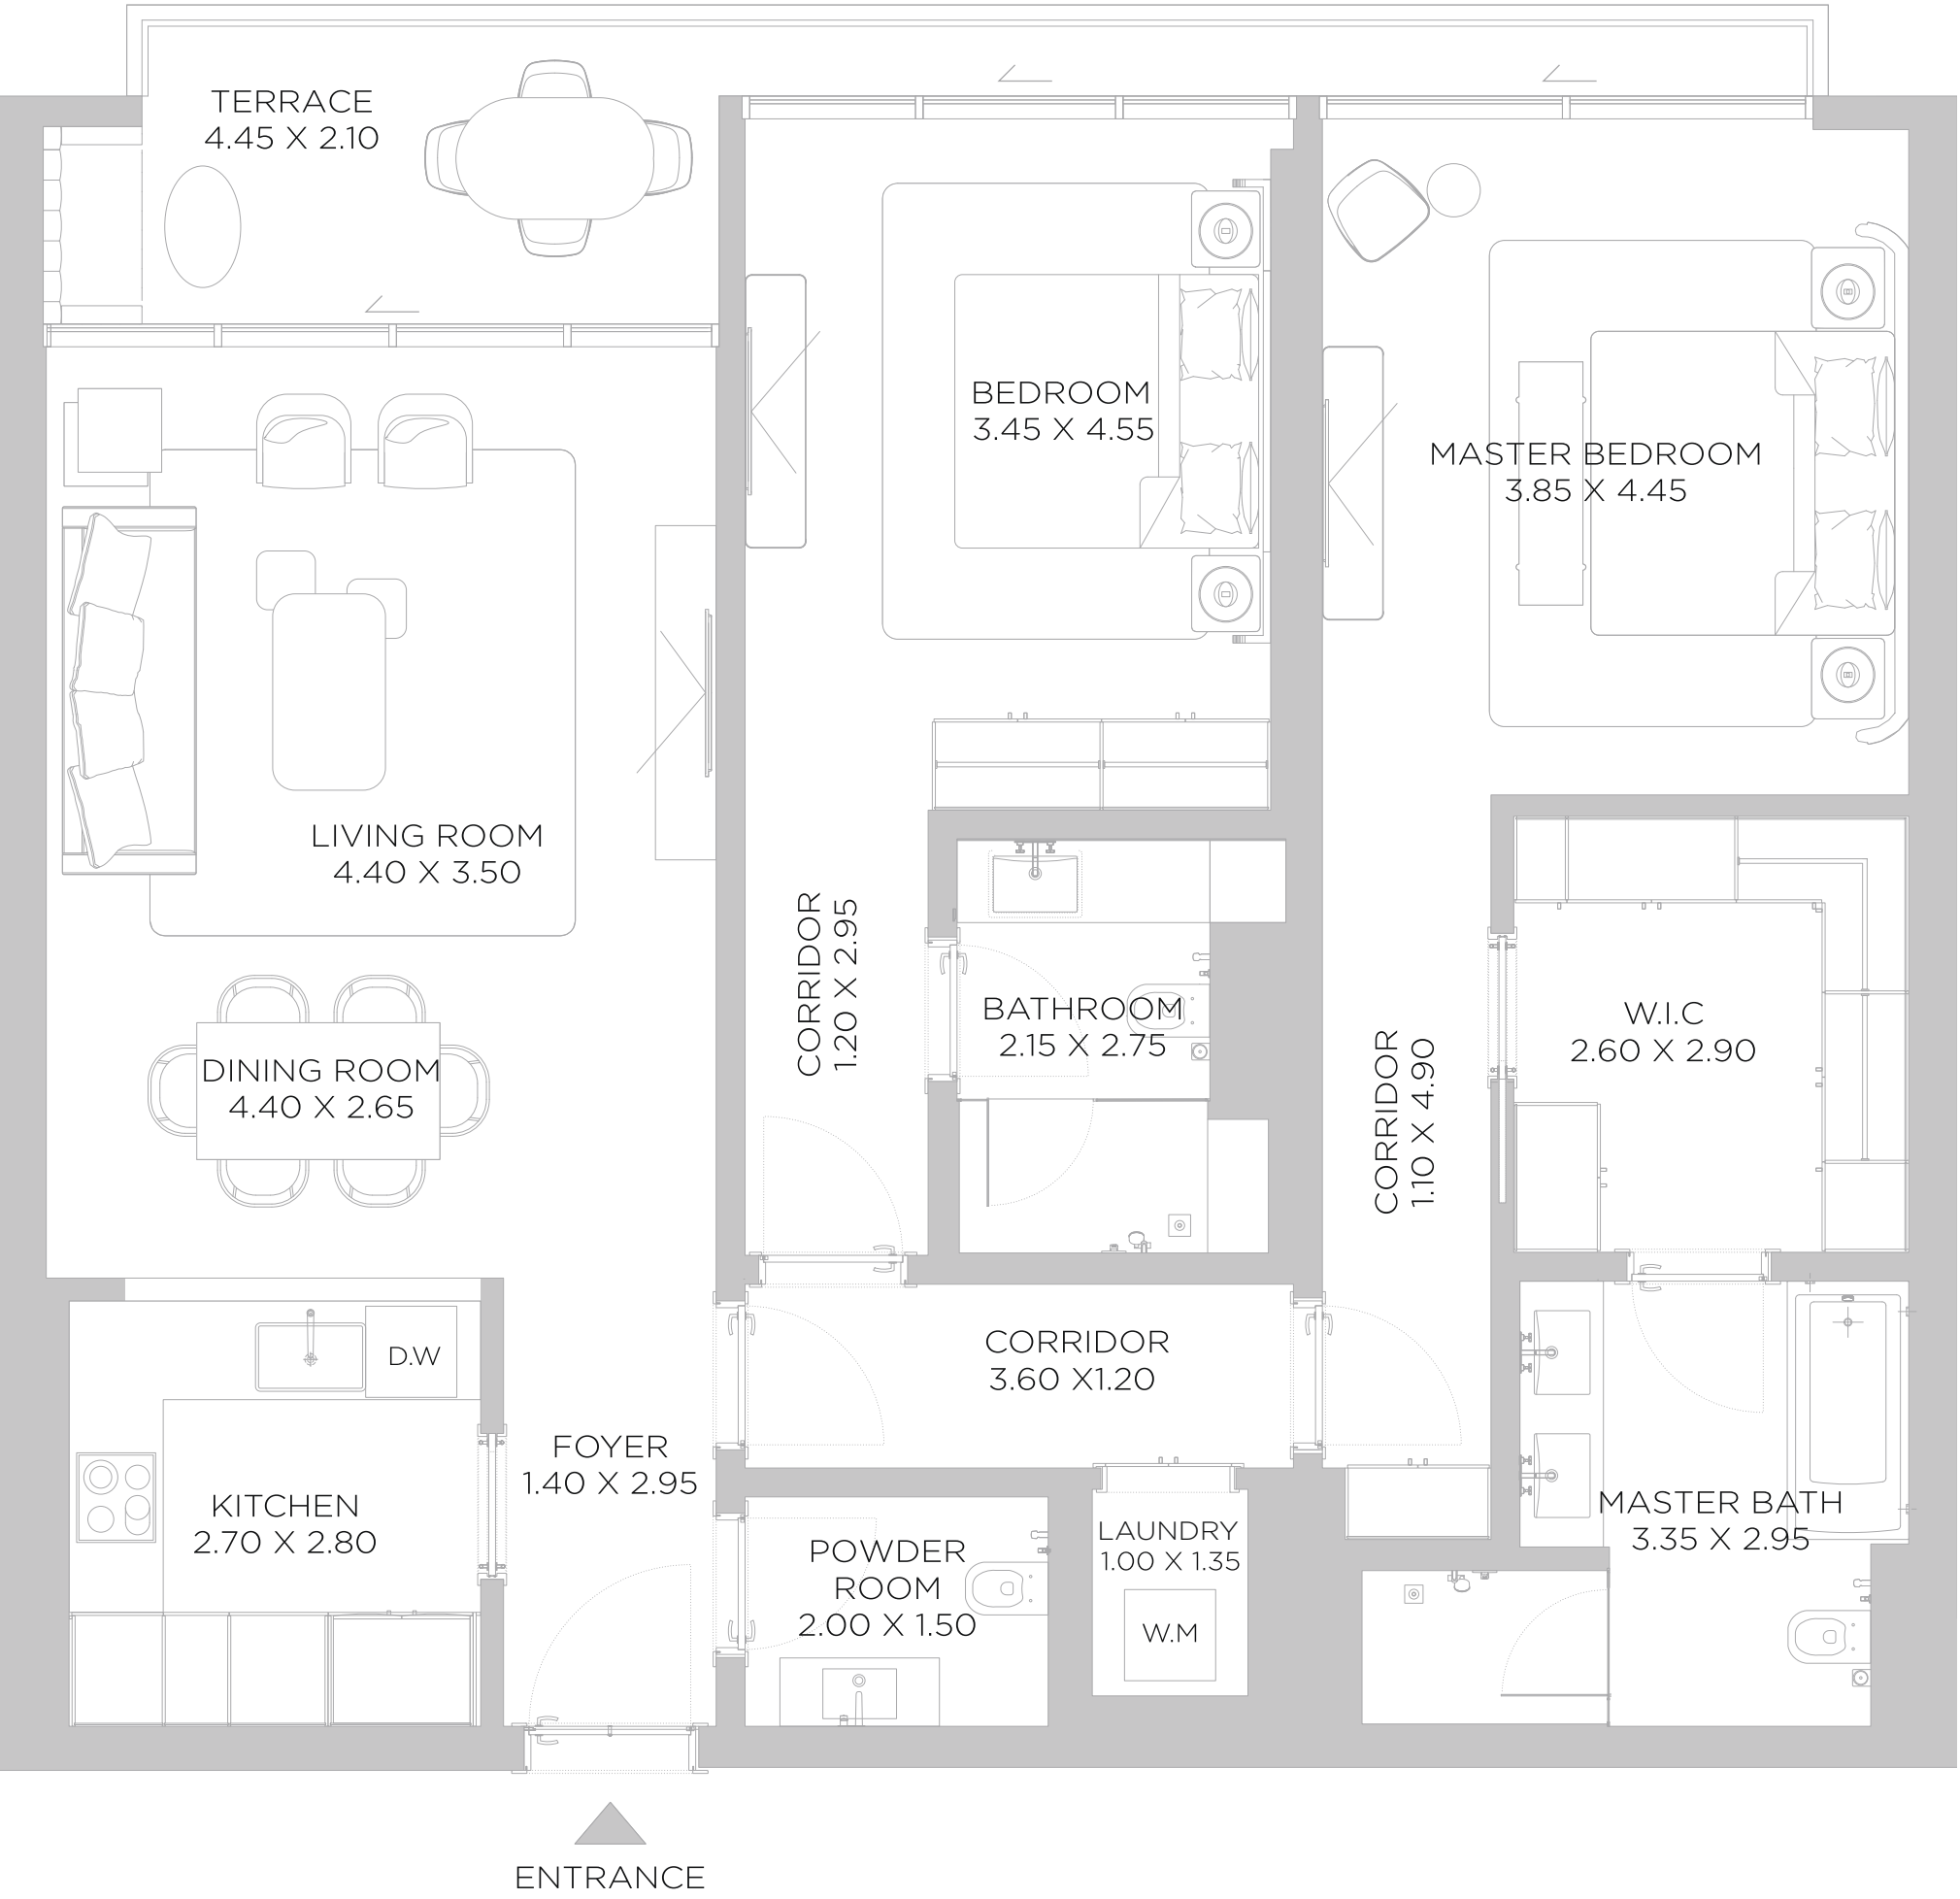 TERRACE
4.45 X 2.10
BEDROOM
3.45 X 4.55
MASTER BEDROOM
3.85 X 4.45
LIVING ROOM
4.40 X 3.50
CORRIDOR
1.20 X 2.95
BATHROOM
2.15 X 2.75
CORRIDOR
1.10 X 4.90
W.I.C
2.60 X 2.90
DINING ROOM
4.40 X 2.65
D.W
CORRIDOR
3.60 X1.20
FOYER
1.40 X 2.95
KITCHEN
2.70 X 2.80
POWDER
ROOM
2.00 X 1.50
LAUNDRY
1.00 X 1.35
W.M
MASTER BATH
3.35 X 2.95
ENTRANCE